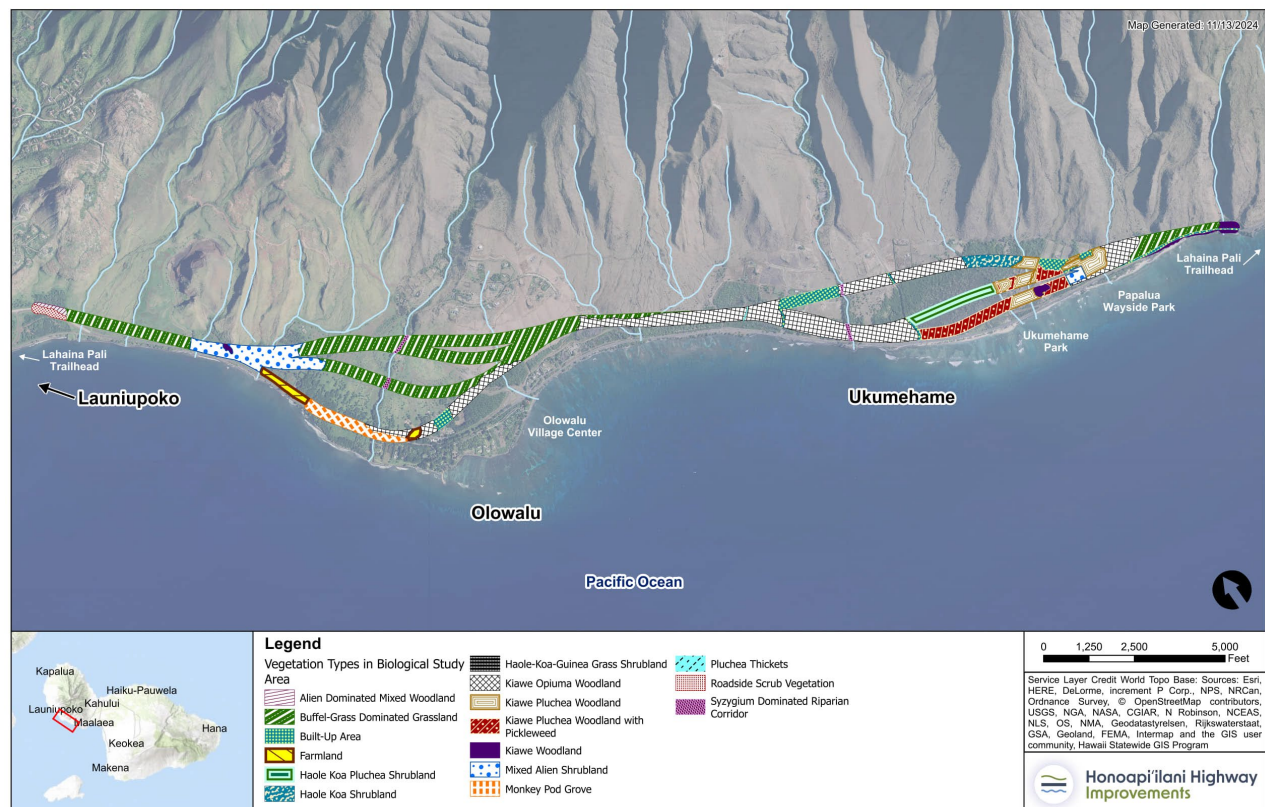 Map Generated: 11/13/2024
Lahaina Pali
Trailhead
Papalua
Wayside Park
Ukumehame
Park
Lahaina Pali
Trailhead
Launiupoko
Ukumehame
Olowalu
Village Center
Olowalu
Pacific Ocean
Kapalua
Haiku-Pauwela
Kahului
Launiupoko
Maalaea
Hana
Keokea
Makena
Legend
Vegetation Types in Biological Study
Area
Alien Dominated Mixed Woodland
Buffel-Grass Dominated Grassland
Built-Up Area
Farmland
Haole Koa Pluchea Shrubland
Haole Koa Shrubland
Haole-Koa-Guinea Grass Shrubland
Kiawe Opiuma Woodland
Kiawe Pluchea Woodland
Kiawe Pluchea Woodland with
Pickleweed
Kiawe Woodland
Mixed Alien Shrubland
Monkey Pod Grove
Pluchea Thickets
Roadside Scrub Vegetation
Syzygium Dominated Riparian
Corridor
0 1,250 2,500 5,000
Feet
Service Layer Credit World Topo Base: Sources: Esri,
HERE, DeLorme, increment P Corp., NPS, NRCan,
Ordnance Survey, © OpenStreetMap contributors,
USGS, NGA, NASA, CGIAR, N Robinson, NCEAS,
NLS, OS, NMA, Geodatastyrelsen, Rijkswaterstaat,
GSA, Geoland, FEMA, Intermap and the GIS user
community, Hawaii Statewide GIS Program
Honoapiʻilani Highway
Improvements